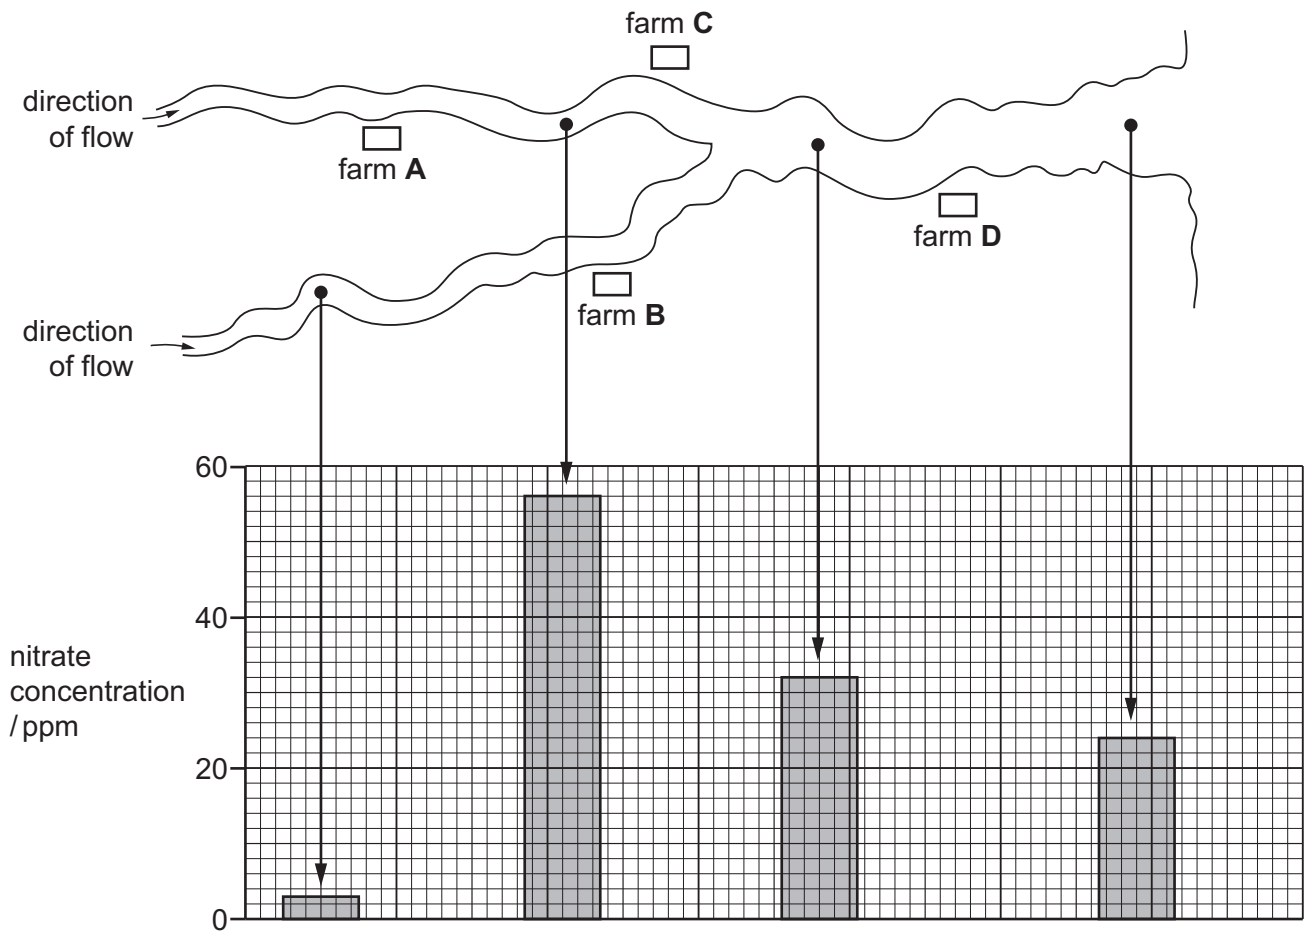 farm C
direction
of flow
farm A
farm D
farm B
direction
of flow
60
40
nitrate
concentration
/ ppm
20
0